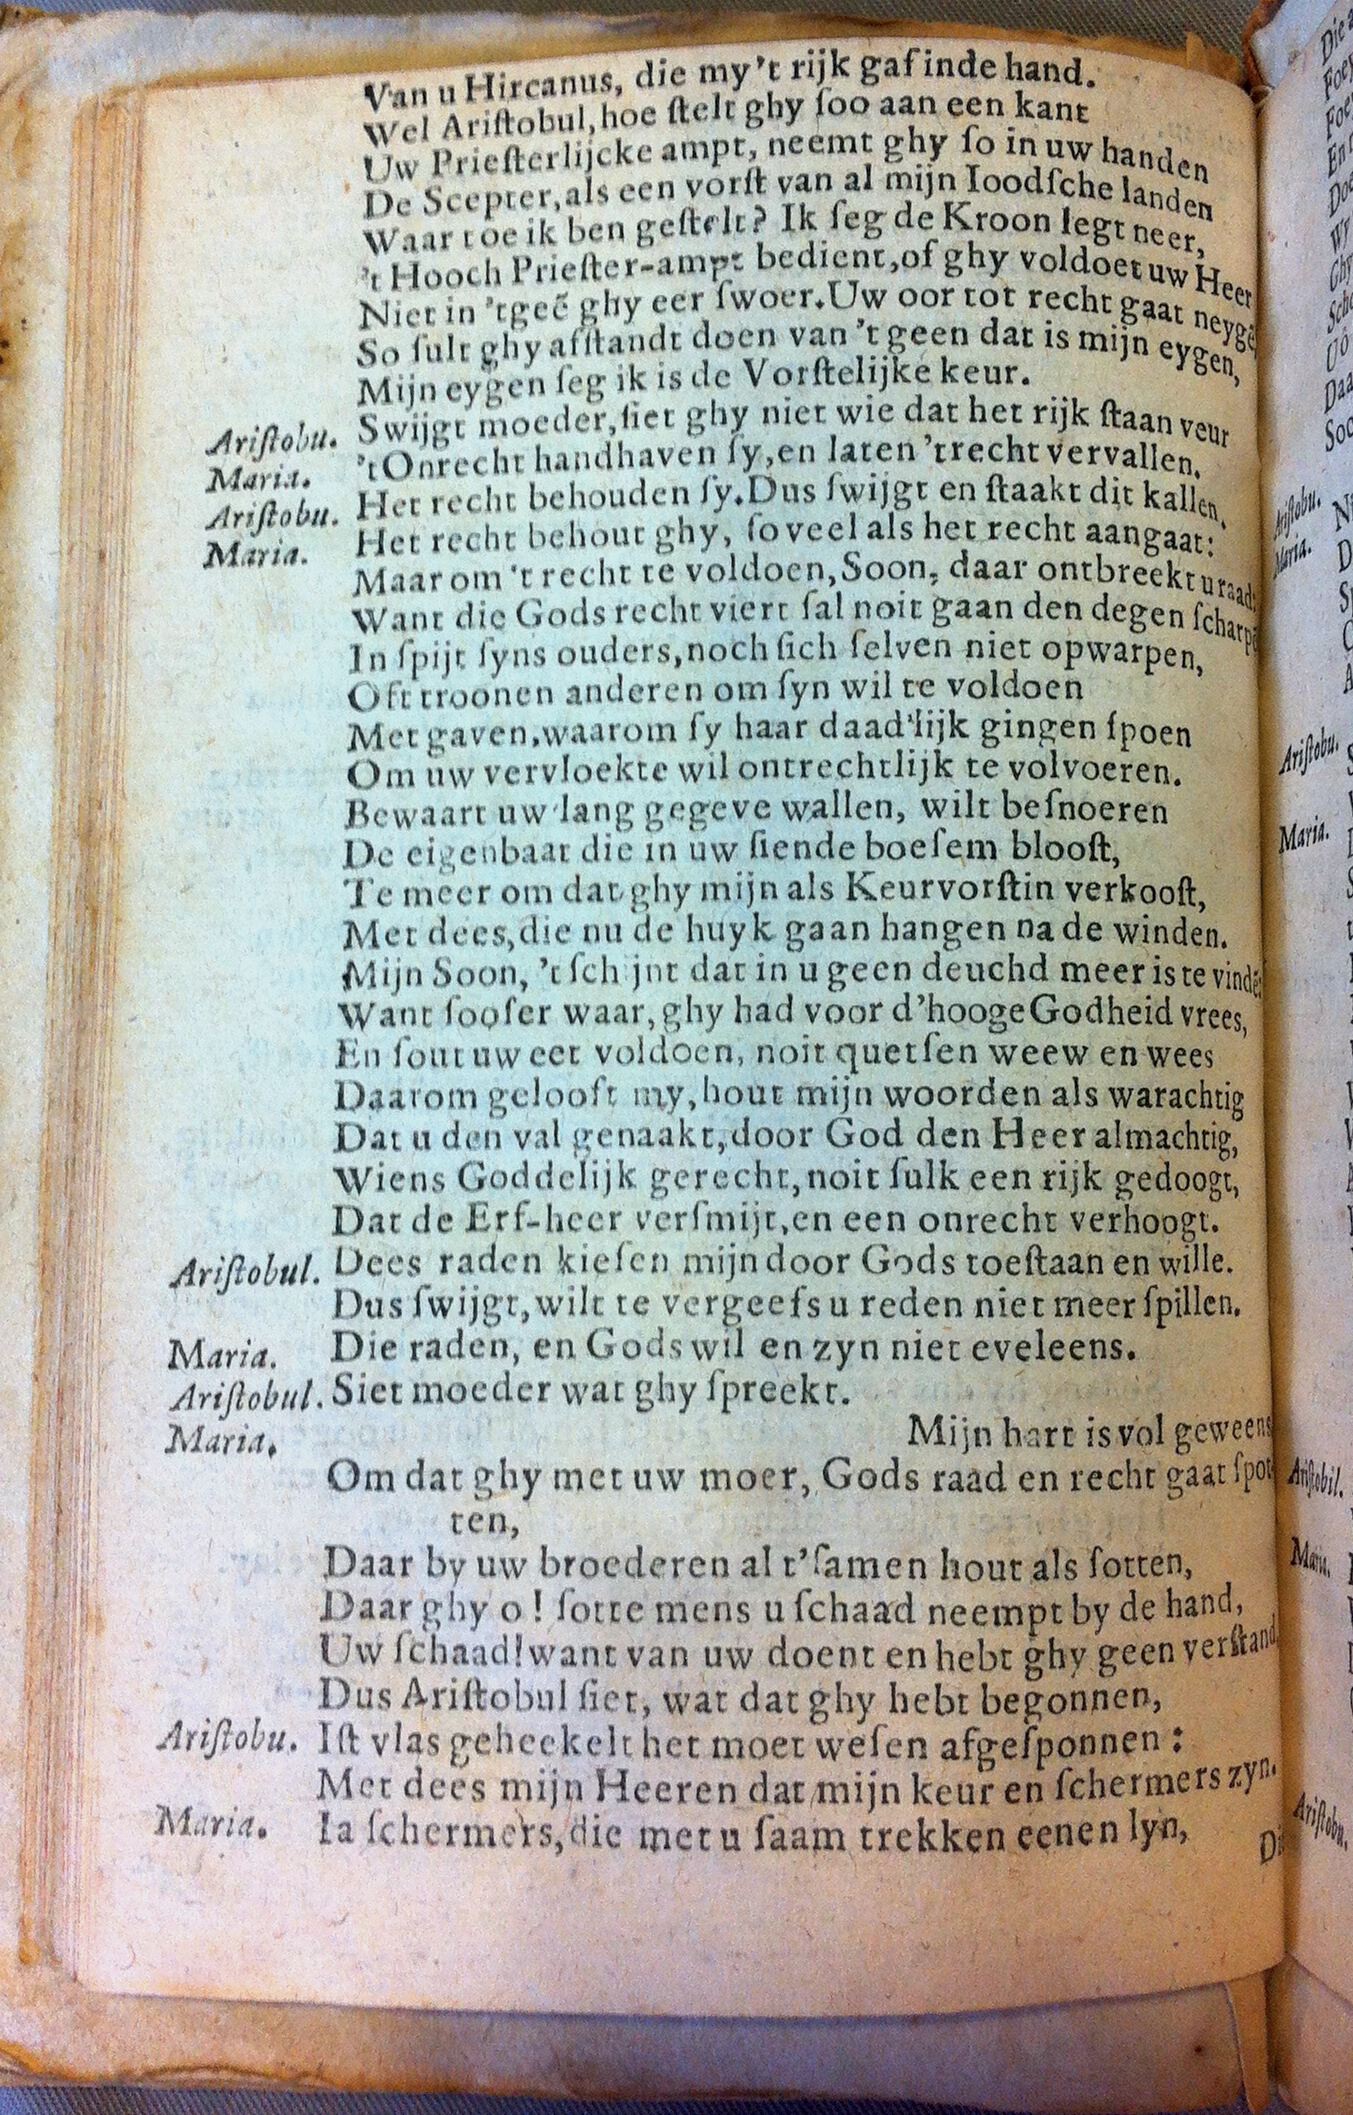 Van u Hircanus, die my 't rijk gaf inde hand.
Wel Ariſtobul, hoe ſtelt ghy ſoo aan een kant
Uw Prieſterlijcke ampt, neemt ghy ſo in uw handen
De Scepter, als een vorſt van al mijn Ioodſche landen
Waar toe ik ben geſtelt? Ik ſeg de Kroon legt neer,
't Hooch Prieſter-ampt bedient, of ghy voldoet uw Heer
Niet in 'tgeē ghy eer ſwoer. Uw oor tot recht gaat neygē
So ſult ghy afſtandt doen van 't geen dat is mijn eygen,
Mijn eygen ſeg ik is de Vorſtelijke keur.
Ariſtobu. Swijgt moeder, ſiet ghy niet wie dat het rijk ſtaan veur
Maria. 't Onrecht handhaven ſy, en laten 't recht vervallen.
Ariſtobu. Het recht behouden ſy. Dus ſwijgt en ſtaakt dit kallen.
Maria. Het recht behout ghy, ſo veel als het recht aangaat:
Maar om 't recht te voldoen, Soon, daar ontbreekt u raad:
Want die Gods recht viert ſal noit gaan den degen ſcharpē
In ſpijt ſyns ouders, noch ſich ſelven niet opwarpen,
Oft troonen anderen om ſyn wil te voldoen
Met gaven, waarom ſy haar daad'lijk gingen ſpoen
Om uw vervloekte wil ontrechtlijk te volvoeren.
Bewaart uw lang gegeve wallen, wilt beſnoeren
De eigenbaat die in uw ſiende boeſem blooſt,
Te meer om dat ghy mijn als Keurvorſtin verkooſt,
Met dees, die nu de huyk gaan hangen na de winden.
Mijn Soon, 't ſchijnt dat in u geen deuchd meer is te vindē:
Want ſooſer waar, ghy had voor d'hooge Godheid vrees,
En ſout uw eet voldoen, noit quetſen weew en wees
Daarom gelooft my, hout mijn woorden als warachtig
Dat u den val genaakt, door God den Heer almachtig,
Wiens Goddelijk gerecht, noit ſulk een rijk gedoogt,
Dat de Erf-heer verſmijt, en een onrecht verhoogt.
Ariſtobul. Dees raden kieſen mijn door Gods toeſtaan en wille.
Dus ſwijgt, wilt te vergeefs u reden niet meer ſpillen.
Maria. Die raden, en Gods wil en zyn niet eveleens.
Ariſtobul. Siet moeder wat ghy ſpreekt.
Maria. Mijn hart is vol geweens
Om dat ghy met uw moer, Gods raad en recht gaat ſpot
ten,
Daar by uw broederen al t'ſamen hout als ſotten,
Daar ghy o! ſotte mens u ſchaad neempt by de hand,
Uw ſchaad! want van uw doent en hebt ghy geen verſtand
Dus Ariſtobul ſiet, wat dat ghy hebt begonnen,
Ariſtobu. Iſt vlas geheekelt het moet weſen afgeſponnen:
Met dees mijn Heeren dat mijn keur en ſchermers zyn.
Maria. Ia ſchermers, die met u ſaam trekken eenen lyn,
Ariſtobu.
Maria.
Ariſtobu.
Maria.
Ariſtobil.
Maria.
Ariſtobu.